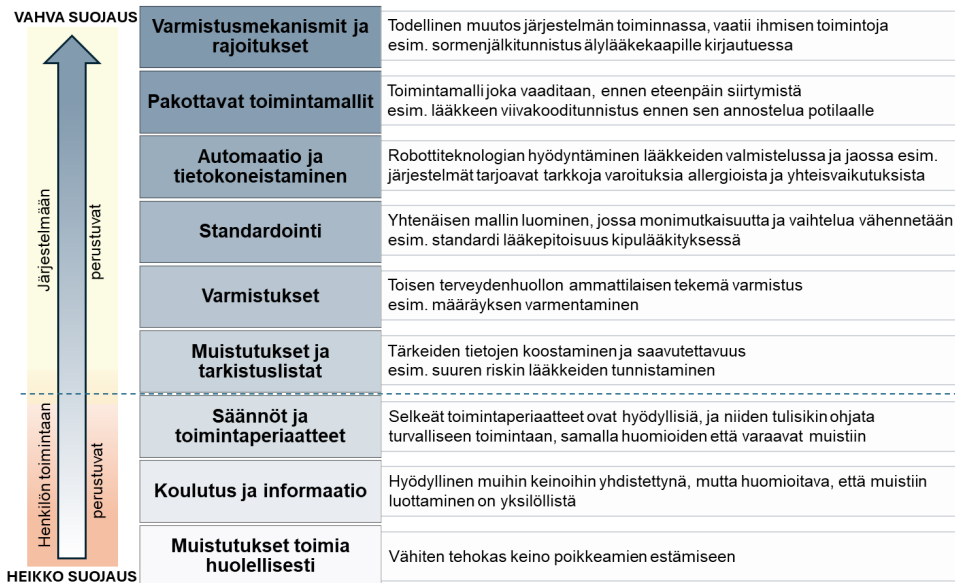 VAHVA SUOJAUS
Järjestelmään
perustuvat
Henkilön toimintaan
perustuvat
HEIKKO SUOJAUS
Varmistusmekanismit ja
rajoitukset
Todellinen muutos järjestelmän toiminnassa, vaatii ihmisen toimintoja
esim. sormenjälkitunnistus älylääkekaapille kirjautuessa
Pakottavat toimintamallit
Toimintamalli joka vaaditaan, ennen eteenpäin siirtymistä
esim. lääkkeen viivakooditunnistus ennen sen annostelua potilaalle
Automaatio ja
tietokoneistaminen
Robottiteknologian hyödyntäminen lääkkeiden valmistelussa ja jaossa esim.
järjestelmät tarjoavat tarkkoja varoituksia allergioista ja yhteisvaikutuksista
Standardointi
Yhtenäisen mallin luominen, jossa monimutkaisuutta ja vaihtelua vähennetään
esim. standardi lääkepitoisuus kipulääkityksessä
Varmistukset
Toisen terveydenhuollon ammattilaisen tekemä varmistus
esim. määräyksen varmentaminen
Muistutukset ja
tarkistuslistat
Tärkeiden tietojen koostaminen ja saavutettavuus
esim. suuren riskin lääkkeiden tunnistaminen
Säännöt ja
toimintaperiaatteet
Selkeät toimintaperiaatteet ovat hyödyllisiä, ja niiden tulisikin ohjata
turvalliseen toimintaan, samalla huomioiden että varaavat muistiin
Koulutus ja informaatio
Hyödyllinen muihin keinoihin yhdistettynä, mutta huomioitava, että muistiin
luottaminen on yksilöllistä
Muistutukset toimia
huolellisesti
Vähiten tehokas keino poikkeamien estämiseen